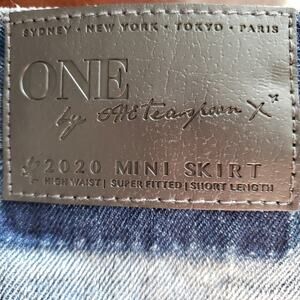 SYDNEY • NEW YORK • TOKYO • PARIS
ONE
by ONEteaspoon X
2020 MINI SKIRT
HIGH WAIST | SUPER FITTED | SHORT LENGTH